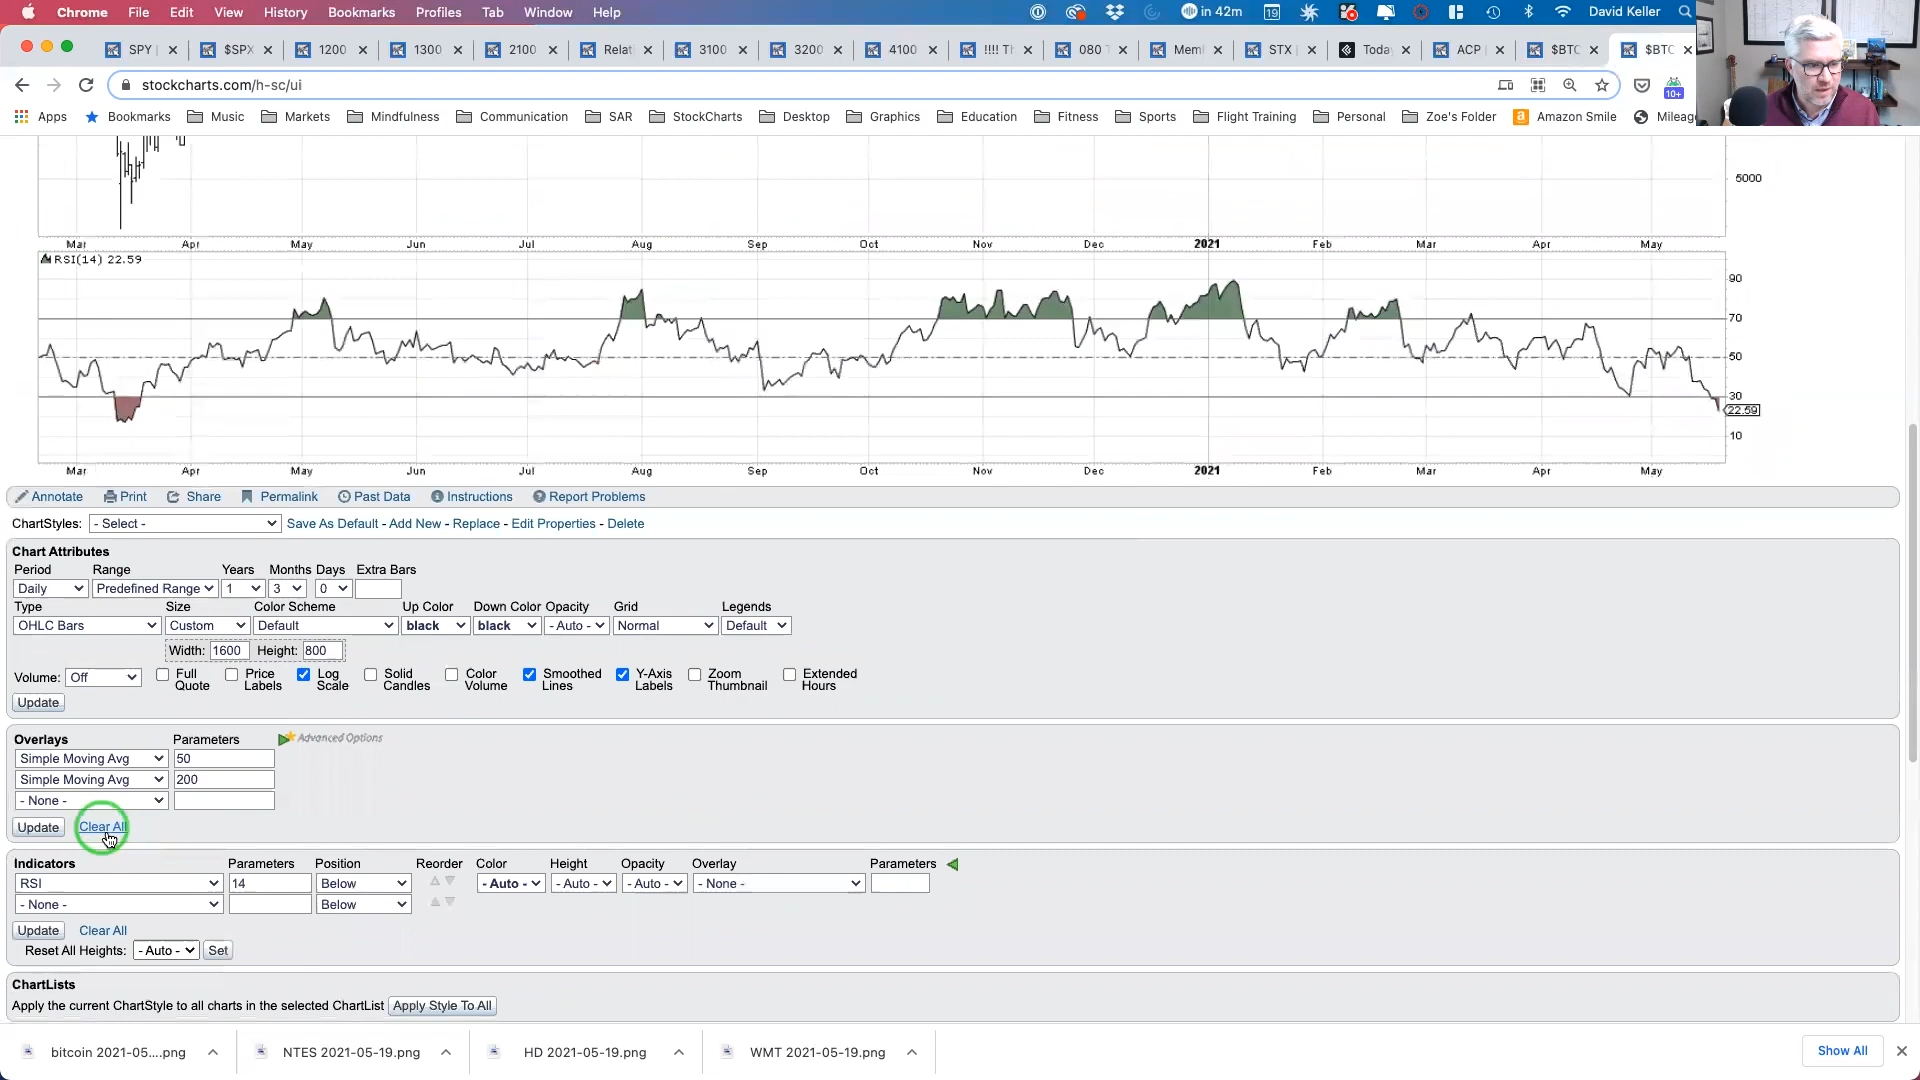 Chrome File Edit View History Bookmarks Profiles Tab Window Help in 42m 19 David Keller
SPY $SPX 1200 1300 2100 Relati 3100 3200 4100 !!!! Th 080 T Meml STX Toda ACP $BTC $BTC
stockcharts.com/h-sc/ui 10+
Apps Bookmarks Music Markets Mindfulness Communication SAR StockCharts Desktop Graphics Education Fitness Sports Flight Training Personal Zoe's Folder Amazon Smile Mileag
5000
Mar Apr May Jun Jul Aug Sep Oct Nov Dec 2021 Feb Mar Apr May
RSI(14) 22.59
90
70
50
30
22.59
10
Mar Apr May Jun Jul Aug Sep Oct Nov Dec 2021 Feb Mar Apr May
Annotate Print Share Permalink Past Data Instructions Report Problems
ChartStyles: - Select - Save As Default - Add New - Replace - Edit Properties - Delete
Chart Attributes
Period Range Years Months Days Extra Bars
Daily Predefined Range 1 3 0
Type Size Color Scheme Up Color Down Color Opacity Grid Legends
OHLC Bars Custom Default black black - Auto - Normal Default
Width: 1600 Height: 800
Volume: Off Full Quote Price Labels Log Scale Solid Candles Color Volume Smoothed Lines Y-Axis Labels Zoom Thumbnail Extended Hours
Update
Overlays Parameters Advanced Options
Simple Moving Avg 50
Simple Moving Avg 200
- None -
Update Clear All
Indicators Parameters Position Reorder Color Height Opacity Overlay Parameters
RSI 14 Below - Auto - - Auto - - Auto - - None -
- None - Below
Update Clear All
Reset All Heights: - Auto - Set
ChartLists
Apply the current ChartStyle to all charts in the selected ChartList Apply Style To All
bitcoin 2021-05....png NTES 2021-05-19.png HD 2021-05-19.png WMT 2021-05-19.png Show All